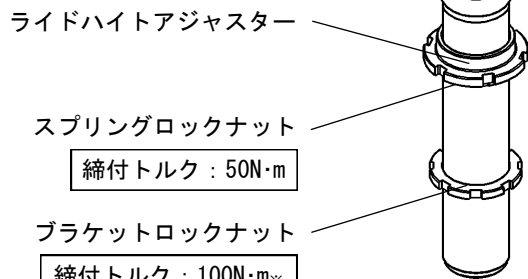 ライドハイトアジャスター
スプリングロックナット
締付トルク：50N·m
ブラケットロックナット
締付トルク：100N·m※